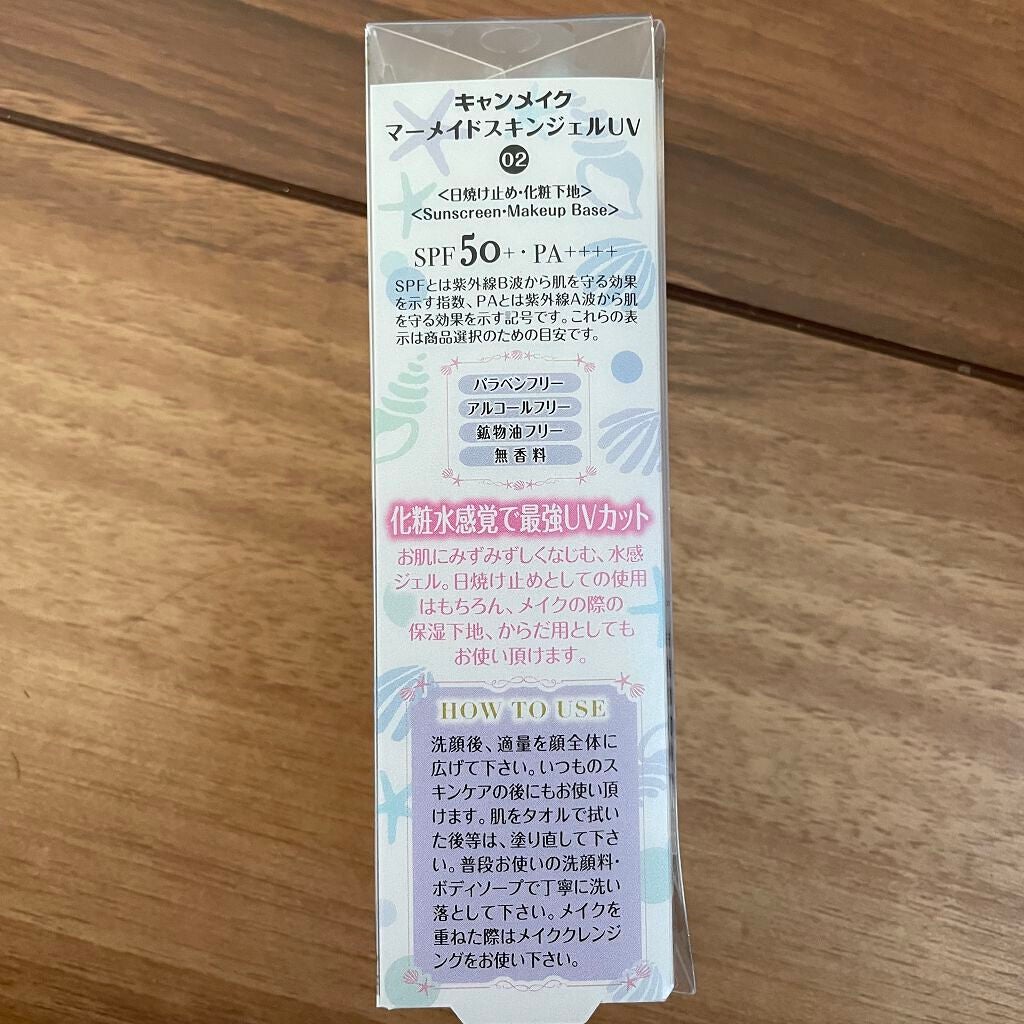 キャンメイク
マーメイドスキンジェルUV
02
<日焼け止め・化粧下地>
<Sunscreen・Makeup Base>
SPF50+・PA++++
SPFとは紫外線B波から肌を守る効果
を示す指数、PAとは紫外線A波から肌
を守る効果を示す記号です。これらの表
示は商品選択のための目安です。
パラベンフリー
アルコールフリー
鉱物油フリー
無香料
化粧水感覚で最強UVカット
お肌にみずみずしくなじむ、水感
ジェル。日焼け止めとしての使用
はもちろん、メイクの際の
保湿下地、からだ用としても
お使い頂けます。
HOW TO USE
洗顔後、適量を顔全体に
広げて下さい。いつものス
キンケアの後にもお使い頂
けます。肌をタオルで拭い
た後等は、塗り直して下さ
い。普段お使いの洗顔料・
ボディソープで丁寧に洗い
落として下さい。メイクを
重ねた際はメイククレンジ
ングをお使い下さい。